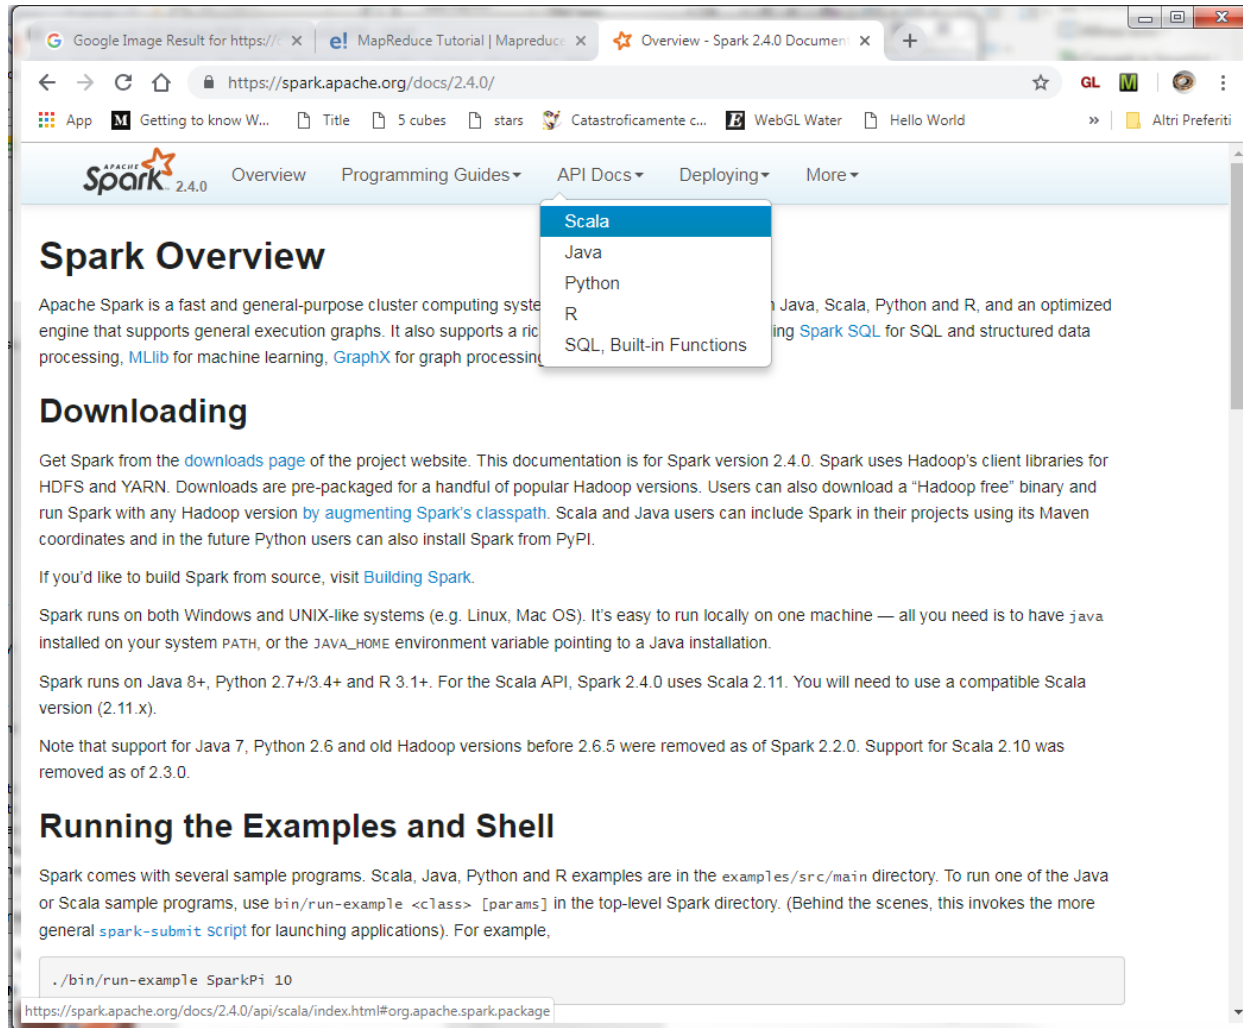 Google Image Result for https://
MapReduce Tutorial | Mapreduce
Overview - Spark 2.4.0 Document
https://spark.apache.org/docs/2.4.0/
GL
M
App
M Getting to know W...
Title
5 cubes
stars
Catastroficamente c...
E WebGL Water
Hello World
»
Altri Preferiti
APACHE Spark 2.4.0
Overview
Programming Guides
API Docs
Deploying
More
Scala
Java
Python
R
SQL, Built-in Functions
Spark Overview
Apache Spark is a fast and general-purpose cluster computing syste Java, Scala, Python and R, and an optimized
engine that supports general execution graphs. It also supports a ric ing Spark SQL for SQL and structured data
processing, MLlib for machine learning, GraphX for graph processing
Downloading
Get Spark from the downloads page of the project website. This documentation is for Spark version 2.4.0. Spark uses Hadoop's client libraries for
HDFS and YARN. Downloads are pre-packaged for a handful of popular Hadoop versions. Users can also download a “Hadoop free” binary and
run Spark with any Hadoop version by augmenting Spark's classpath. Scala and Java users can include Spark in their projects using its Maven
coordinates and in the future Python users can also install Spark from PyPI.
If you'd like to build Spark from source, visit Building Spark.
Spark runs on both Windows and UNIX-like systems (e.g. Linux, Mac OS). It's easy to run locally on one machine — all you need is to have java
installed on your system PATH, or the JAVA_HOME environment variable pointing to a Java installation.
Spark runs on Java 8+, Python 2.7+/3.4+ and R 3.1+. For the Scala API, Spark 2.4.0 uses Scala 2.11. You will need to use a compatible Scala
version (2.11.x).
Note that support for Java 7, Python 2.6 and old Hadoop versions before 2.6.5 were removed as of Spark 2.2.0. Support for Scala 2.10 was
removed as of 2.3.0.
Running the Examples and Shell
Spark comes with several sample programs. Scala, Java, Python and R examples are in the examples/src/main directory. To run one of the Java
or Scala sample programs, use bin/run-example <class> [params] in the top-level Spark directory. (Behind the scenes, this invokes the more
general spark-submit script for launching applications). For example,
./bin/run-example SparkPi 10
https://spark.apache.org/docs/2.4.0/api/scala/index.html#org.apache.spark.package